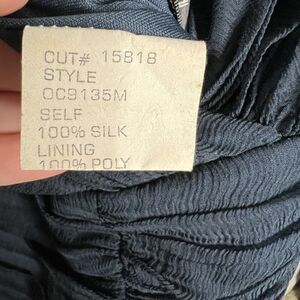 CUT# 15818
STYLE
OC9135M
SELF
100% SILK
LINING
100% POLY